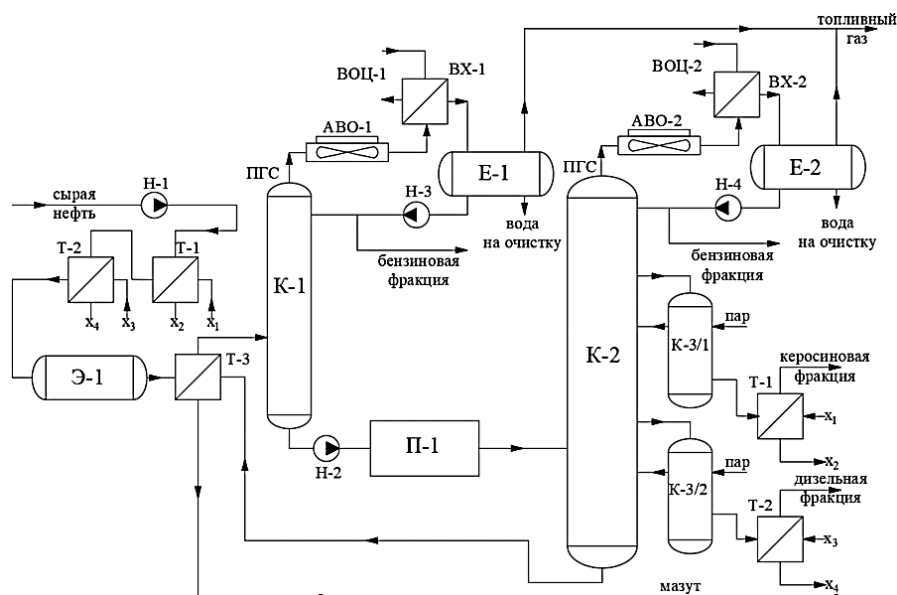 топливный
газ
ВОЦ-1
ВХ-1
ВОЦ-2
ВХ-2
АВО-1
АВО-2
ПГС
Е-1
ПГС
Е-2
Н-1
Н-3
Н-4
сырая
нефть
вода
на очистку
вода
на очистку
Т-2
Т-1
бензиновая
фракция
бензиновая
фракция
К-1
x₄
x₃
x₂
x₁
пар
К-3/1
К-2
Т-3
Э-1
керосиновая
фракция
Т-1
x₁
x₂
П-1
Н-2
пар
К-3/2
дизельная
фракция
Т-2
x₃
x₄
мазут